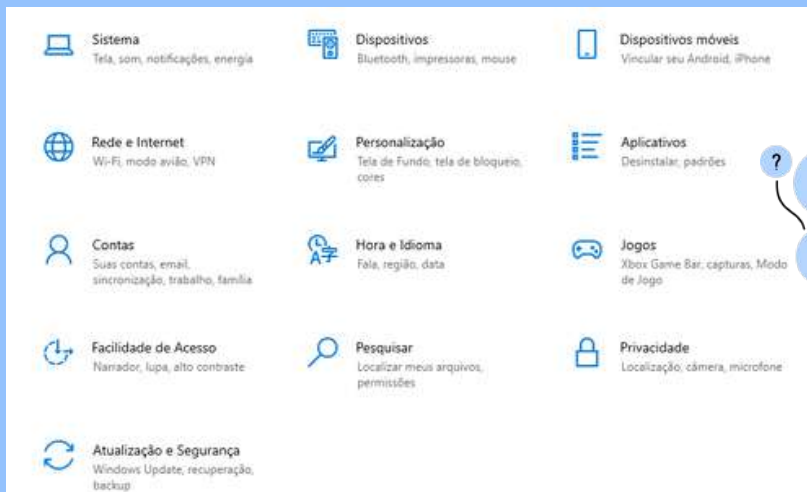 Sistema
Tela, som, notificações, energia
Dispositivos
Bluetooth, impressoras, mouse
Dispositivos móveis
Vincular seu Android, iPhone
Rede e Internet
Wi-Fi, modo avião, VPN
Personalização
Tela de Fundo, tela de bloqueio,
cores
Aplicativos
Desinstalar, padrões
?
Contas
Suas contas, email,
sincronização, trabalho, família
Hora e Idioma
Fala, região, data
Jogos
Xbox Game Bar, capturas, Modo
de Jogo
Facilidade de Acesso
Narrador, lupa, alto contraste
Pesquisar
Localizar meus arquivos,
permissões
Privacidade
Localização, câmera, microfone
Atualização e Segurança
Windows Update, recuperação,
backup